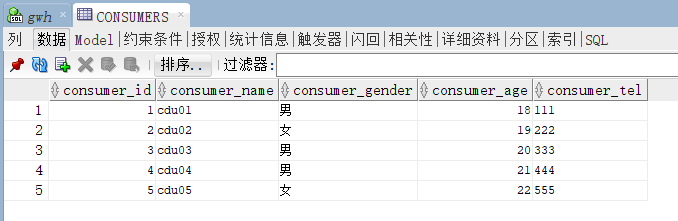 SQL gwh × CONSUMERS ×
列 数据 Model 约束条件 授权 统计信息 触发器 闪回 相关性 详细资料 分区 索引 SQL
排序.. 过滤器:
consumer_id consumer_name consumer_gender consumer_age consumer_tel
1 1 cdu01 男 18 111
2 2 cdu02 女 19 222
3 3 cdu03 男 20 333
4 4 cdu04 男 21 444
5 5 cdu05 女 22 555